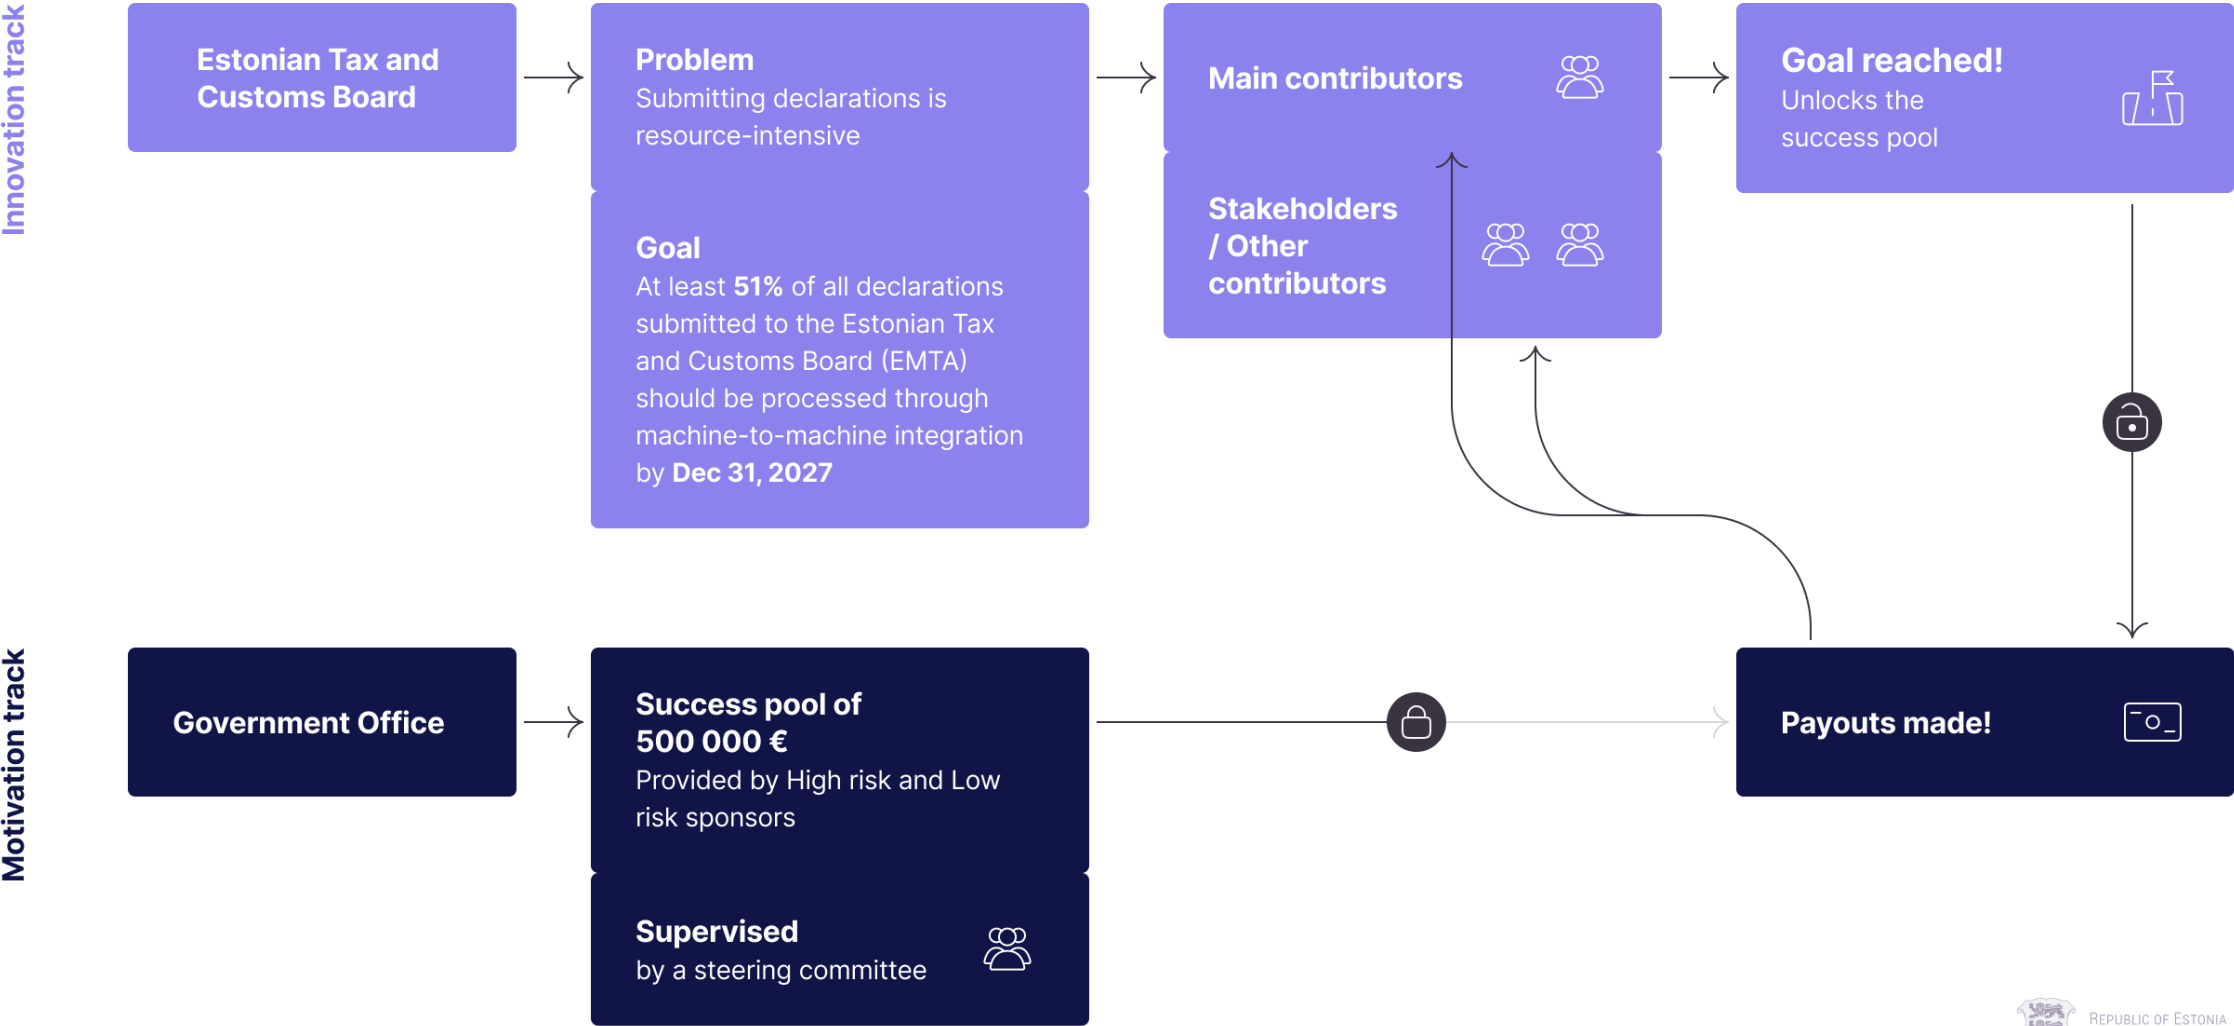 Innovation track
Estonian Tax and
Customs Board
Problem
Submitting declarations is
resource-intensive
Goal
At least 51% of all declarations
submitted to the Estonian Tax
and Customs Board (EMTA)
should be processed through
machine-to-machine integration
by Dec 31, 2027
Main contributors
Stakeholders
/ Other
contributors
Goal reached!
Unlocks the
success pool
Motivation track
Government Office
Success pool of
500 000 €
Provided by High risk and Low
risk sponsors
Supervised
by a steering committee
Payouts made!
Republic of Estonia